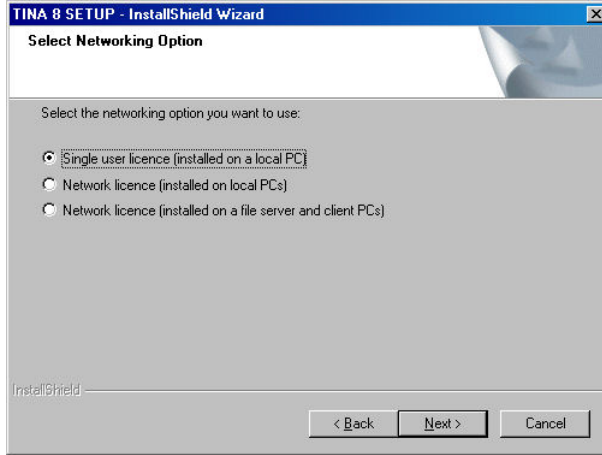 TINA 8 SETUP - InstallShield Wizard
Select Networking Option
Select the networking option you want to use:
Single user licence (installed on a local PC)
Network licence (installed on local PCs)
Network licence (installed on a file server and client PCs)
InstallShield
< Back
Next >
Cancel